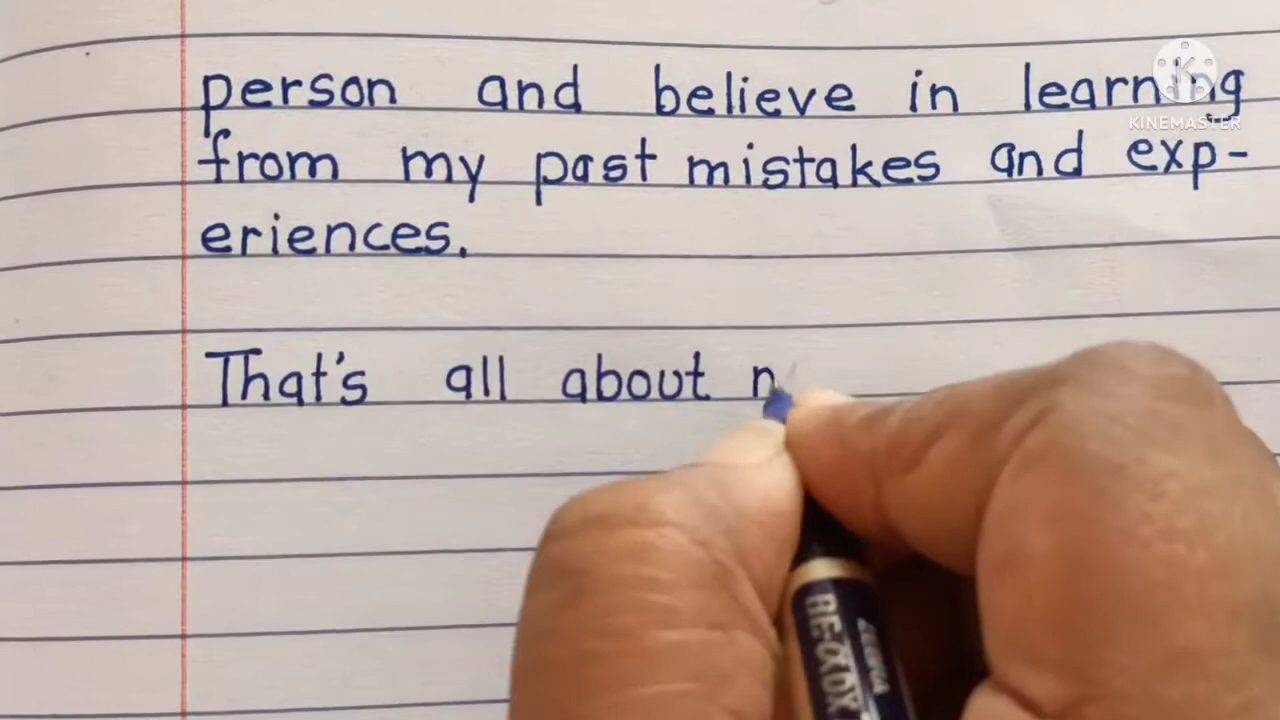 person and believe in learning
from my past mistakes and exp-
eriences.
That's all about
KINEMASTER